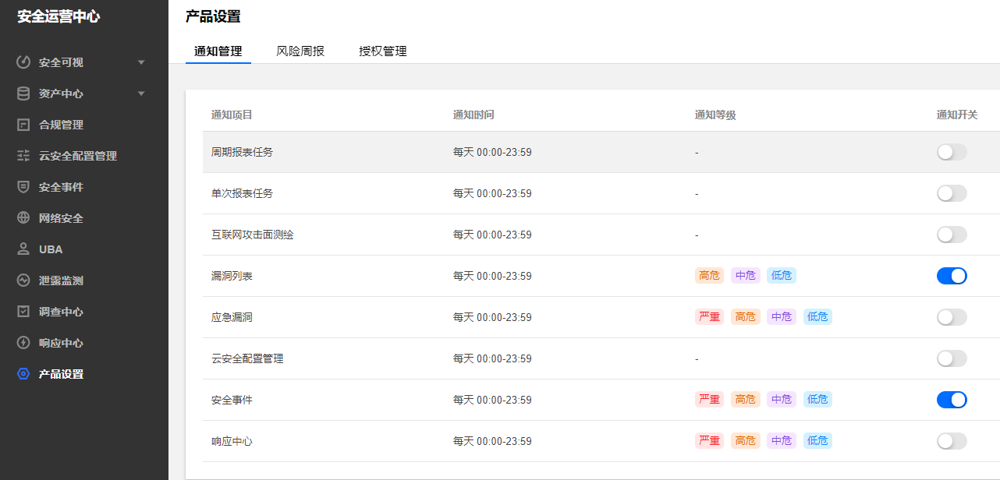 安全运营中心
安全可视
资产中心
合规管理
云安全配置管理
安全事件
网络安全
UBA
泄露监测
调查中心
响应中心
产品设置
产品设置
通知管理 风险周报 授权管理
通知项目 通知时间 通知等级 通知开关
周期报表任务 每天 00:00-23:59 -
单次报表任务 每天 00:00-23:59 -
互联网攻击面测绘 每天 00:00-23:59 -
漏洞列表 每天 00:00-23:59 高危 中危 低危
应急漏洞 每天 00:00-23:59 严重 高危 中危 低危
云安全配置管理 每天 00:00-23:59 -
安全事件 每天 00:00-23:59 严重 高危 中危 低危
响应中心 每天 00:00-23:59 严重 高危 中危 低危